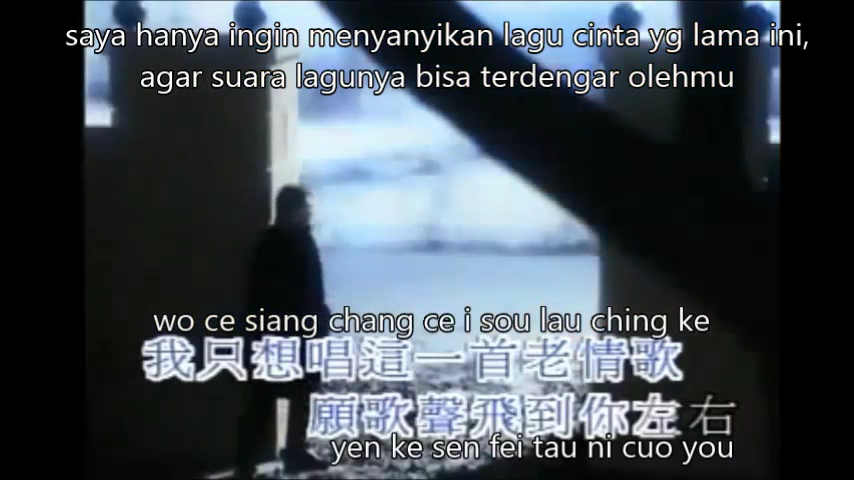 saya hanya ingin menyanyikan lagu cinta yg lama ini,
agar suara lagunya bisa terdengar olehmu
wo ce siang chang ce i sou lau ching ke
我只想唱這一首老情歌
願歌聲飛到你左右
yen ke sen fei tau ni cuo you